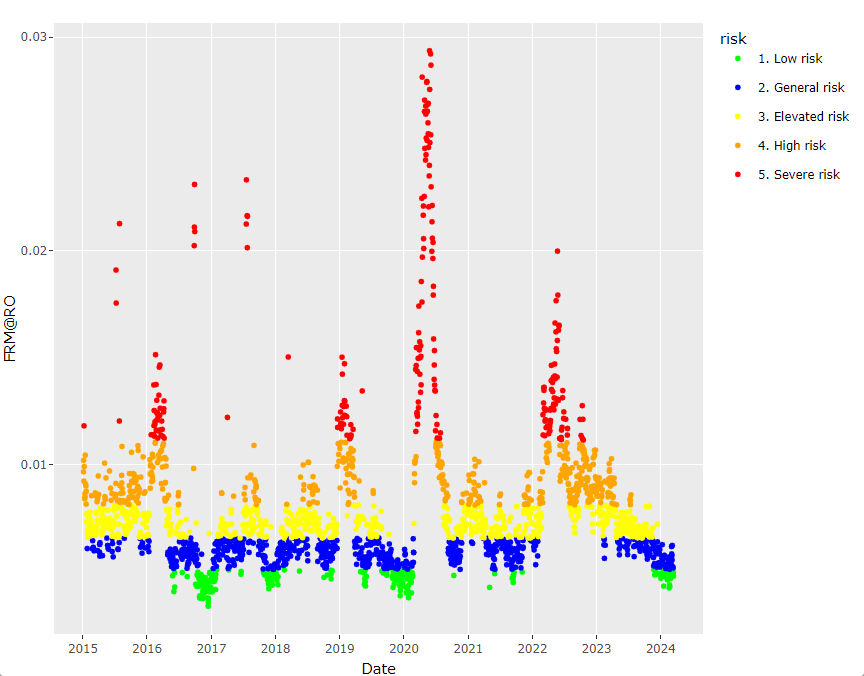 risk
1. Low risk
2. General risk
3. Elevated risk
4. High risk
5. Severe risk
0.03
0.02
0.01
FRM@RO
2015 2016 2017 2018 2019 2020 2021 2022 2023 2024
Date